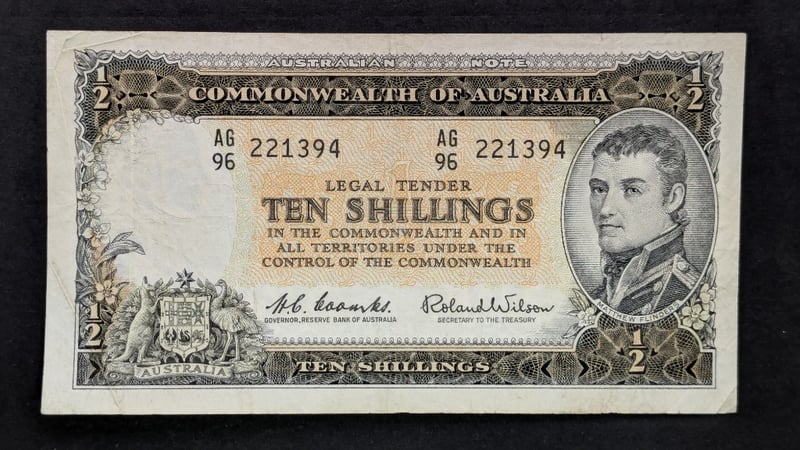 AUSTRALIAN NOTE
1/2 1/2
COMMONWEALTH OF AUSTRALIA
AG 96 221394 AG 96 221394
LEGAL TENDER
TEN SHILLINGS
IN THE COMMONWEALTH AND IN
ALL TERRITORIES UNDER THE
CONTROL OF THE COMMONWEALTH
H.C. Coombs. Roland Wilson
GOVERNOR, RESERVE BANK OF AUSTRALIA SECRETARY TO THE TREASURY
MATTHEW FLINDERS
1/2 1/2
AUSTRALIA
TEN SHILLINGS